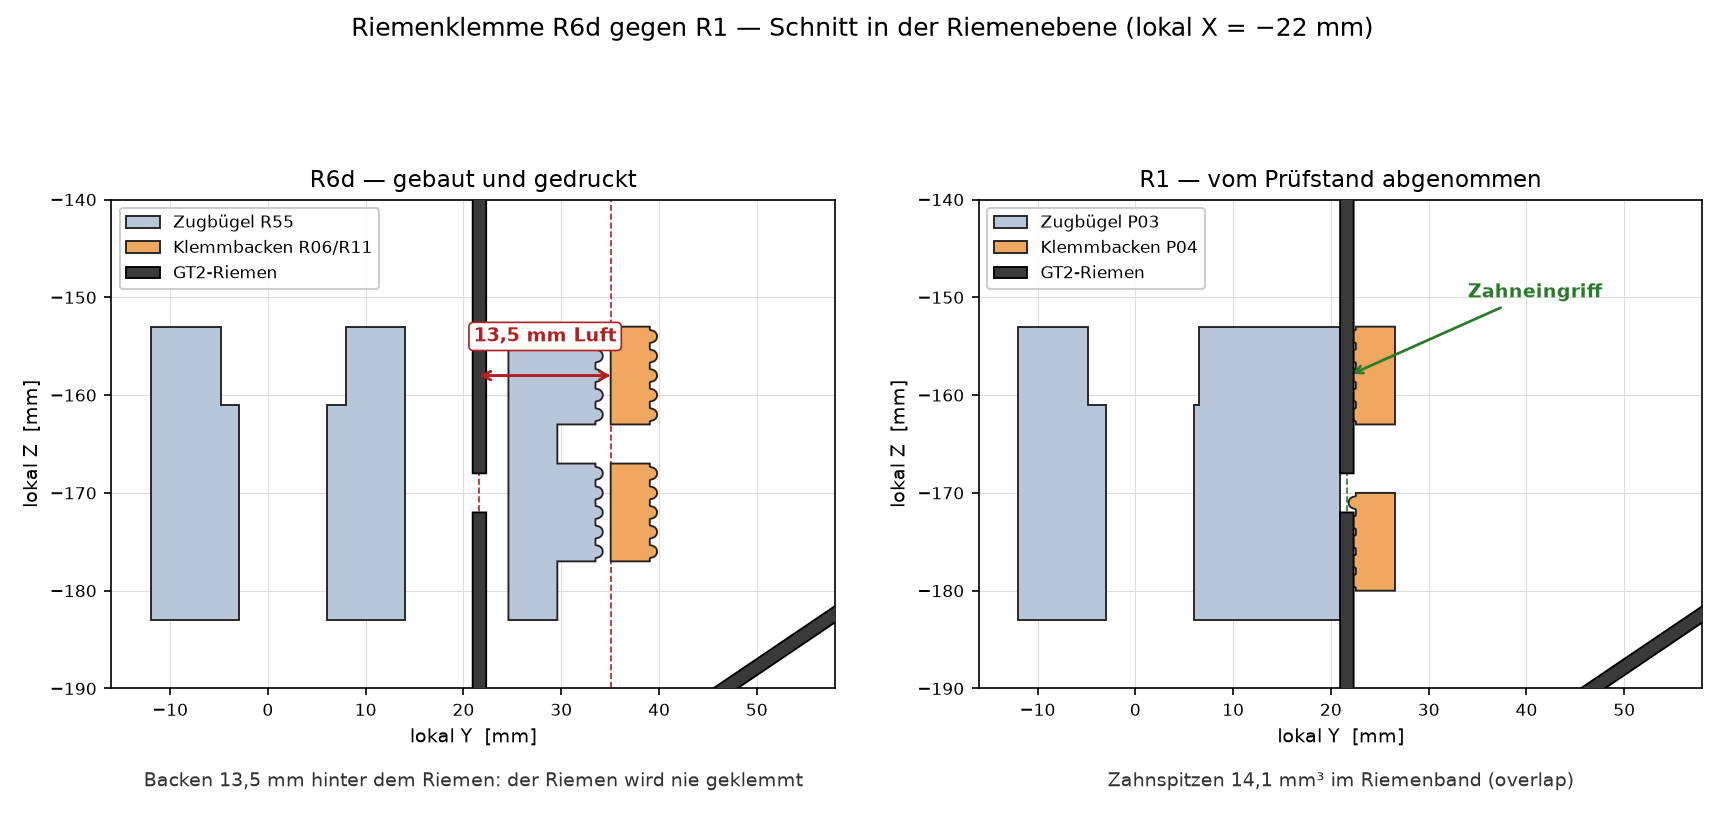 Riemenklemme R6d gegen R1 — Schnitt in der Riemenebene (lokal X = −22 mm)
R6d — gebaut und gedruckt
Zugbügel R55
Klemmbacken R06/R11
GT2-Riemen
13,5 mm Luft
−140
−150
−160
−170
−180
−190
lokal Z [mm]
−10 0 10 20 30 40 50
lokal Y [mm]
Backen 13,5 mm hinter dem Riemen: der Riemen wird nie geklemmt
R1 — vom Prüfstand abgenommen
Zugbügel P03
Klemmbacken P04
GT2-Riemen
Zahneingriff
−140
−150
−160
−170
−180
−190
lokal Z [mm]
−10 0 10 20 30 40 50
lokal Y [mm]
Zahnspitzen 14,1 mm³ im Riemenband (overlap)